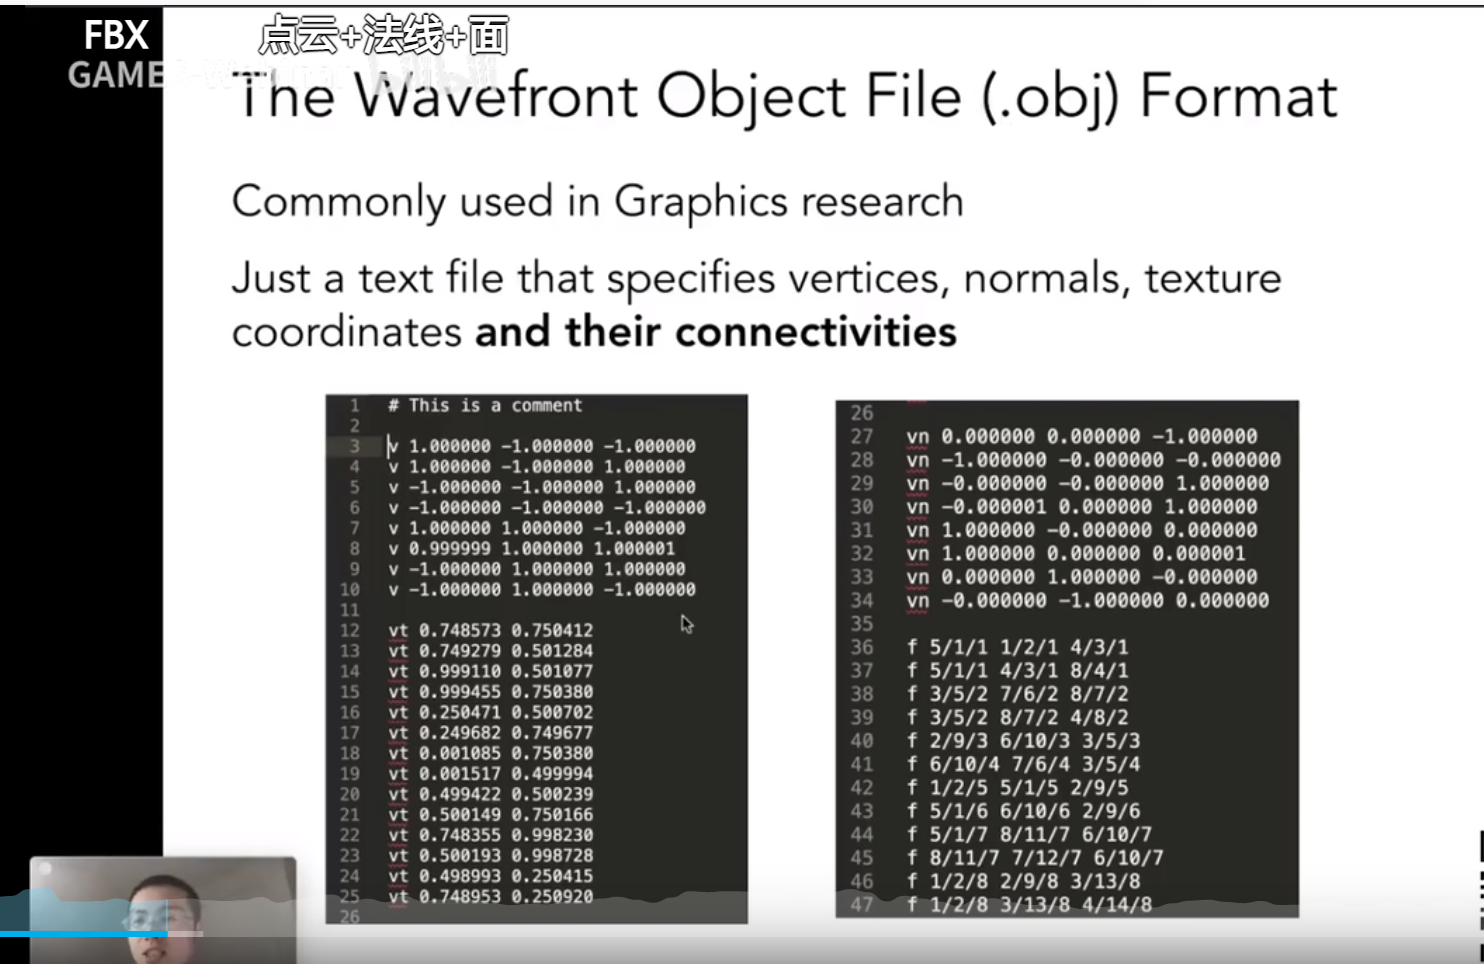 FBX
点云+法线+面
GAMES-Webinar
bilibili
The Wavefront Object File (.obj) Format
Commonly used in Graphics research
Just a text file that specifies vertices, normals, texture
coordinates and their connectivities
1 # This is a comment
2
3 v 1.000000 -1.000000 -1.000000
4 v 1.000000 -1.000000 1.000000
5 v -1.000000 -1.000000 1.000000
6 v -1.000000 -1.000000 -1.000000
7 v 1.000000 1.000000 -1.000000
8 v 0.999999 1.000000 1.000001
9 v -1.000000 1.000000 1.000000
10 v -1.000000 1.000000 -1.000000
11
12 vt 0.748573 0.750412
13 vt 0.749279 0.501284
14 vt 0.999110 0.501077
15 vt 0.999455 0.750380
16 vt 0.250471 0.500702
17 vt 0.249682 0.749677
18 vt 0.001085 0.750380
19 vt 0.001517 0.499994
20 vt 0.499422 0.500239
21 vt 0.500149 0.750166
22 vt 0.748355 0.998230
23 vt 0.500193 0.998728
24 vt 0.498993 0.250415
25 vt 0.748953 0.250920
26
26
27 vn 0.000000 0.000000 -1.000000
28 vn -1.000000 -0.000000 -0.000000
29 vn -0.000000 -0.000000 1.000000
30 vn -0.000001 0.000000 1.000000
31 vn 1.000000 -0.000000 0.000000
32 vn 1.000000 0.000000 0.000001
33 vn 0.000000 1.000000 -0.000000
34 vn -0.000000 -1.000000 0.000000
35
36 f 5/1/1 1/2/1 4/3/1
37 f 5/1/1 4/3/1 8/4/1
38 f 3/5/2 7/6/2 8/7/2
39 f 3/5/2 8/7/2 4/8/2
40 f 2/9/3 6/10/3 3/5/3
41 f 6/10/4 7/6/4 3/5/4
42 f 1/2/5 5/1/5 2/9/5
43 f 5/1/6 6/10/6 2/9/6
44 f 5/1/7 8/11/7 6/10/7
45 f 8/11/7 7/12/7 6/10/7
46 f 1/2/8 2/9/8 3/13/8
47 f 1/2/8 3/13/8 4/14/8